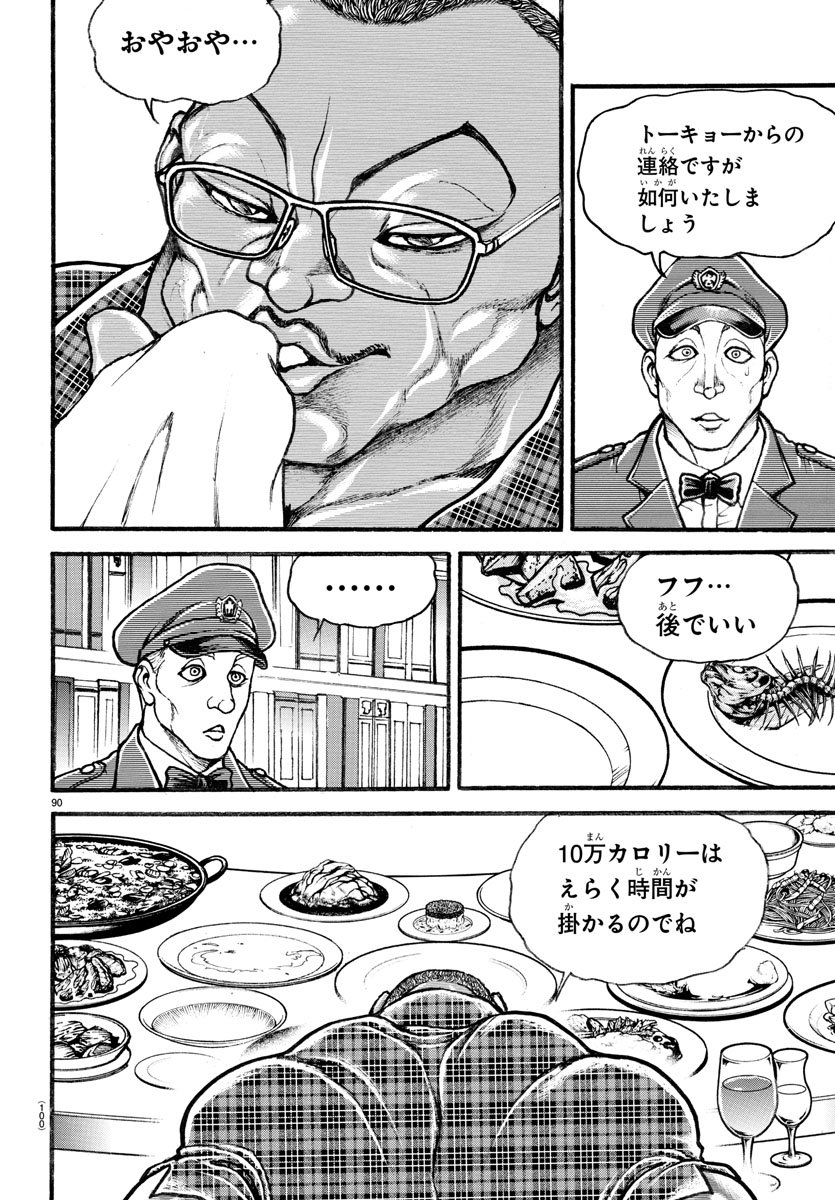 トーキョーからの
連絡ですが
如何いたしま
しょう
おやおや…
フフ…
後でいい
……
10万カロリーは
えらく時間が
掛かるのでね
90
(100)